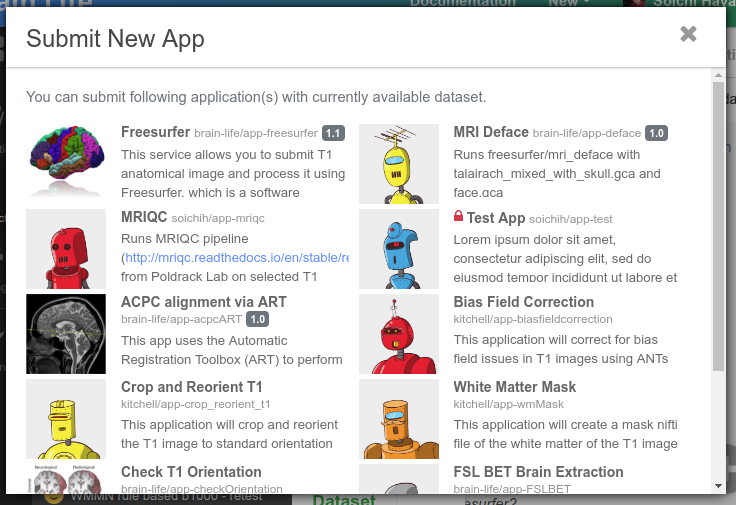 Documentation
New
Soichi Haya
Submit New App
You can submit following application(s) with currently available dataset.
Freesurfer brain-life/app-freesurfer 1.1
This service allows you to submit T1
anatomical image and process it using
Freesurfer, which is a software
MRI Deface brain-life/app-deface 1.0
Runs freesurfer/mri_deface with
talairach_mixed_with_skull.gca and
face.gca
MRIQC soichih/app-mriqc
Runs MRIQC pipeline
(http://mriqc.readthedocs.io/en/stable/re
from Poldrack Lab on selected T1
Test App soichih/app-test
Lorem ipsum dolor sit amet,
consectetur adipiscing elit, sed do
eiusmod tempor incididunt ut labore et
ACPC alignment via ART
brain-life/app-acpcART 1.0
This app uses the Automatic
Registration Toolbox (ART) to perform
Bias Field Correction
kitchell/app-biasfieldcorrection
This application will correct for bias
field issues in T1 images using ANTs
Crop and Reorient T1
kitchell/app-crop_reorient_t1
This application will crop and reorient
the T1 image to standard orientation
White Matter Mask
kitchell/app-wmMask
This application will create a mask nifti
file of the white matter of the T1 image
Check T1 Orientation
brain-life/app-checkOrientation
FSL BET Brain Extraction
brain-life/app-FSLBET
WMMN rule based b1000 - retest
Dataset
asurfer2